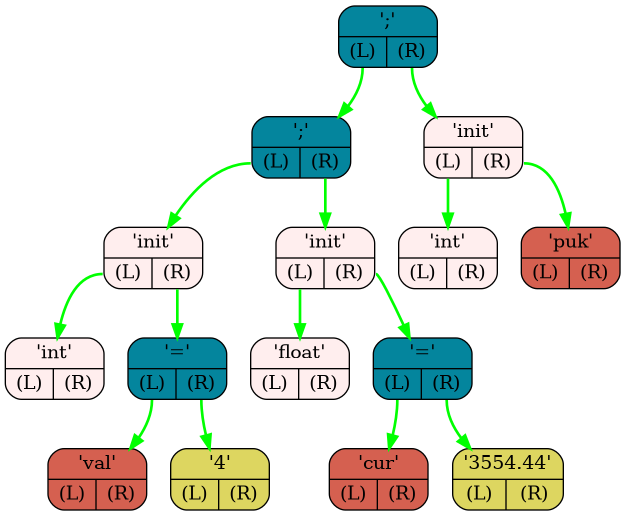 ';'
(L) (R)
';'
(L) (R)
'init'
(L) (R)
'init'
(L) (R)
'init'
(L) (R)
'int'
(L) (R)
'puk'
(L) (R)
'int'
(L) (R)
'='
(L) (R)
'float'
(L) (R)
'='
(L) (R)
'val'
(L) (R)
'4'
(L) (R)
'cur'
(L) (R)
'3554.44'
(L) (R)